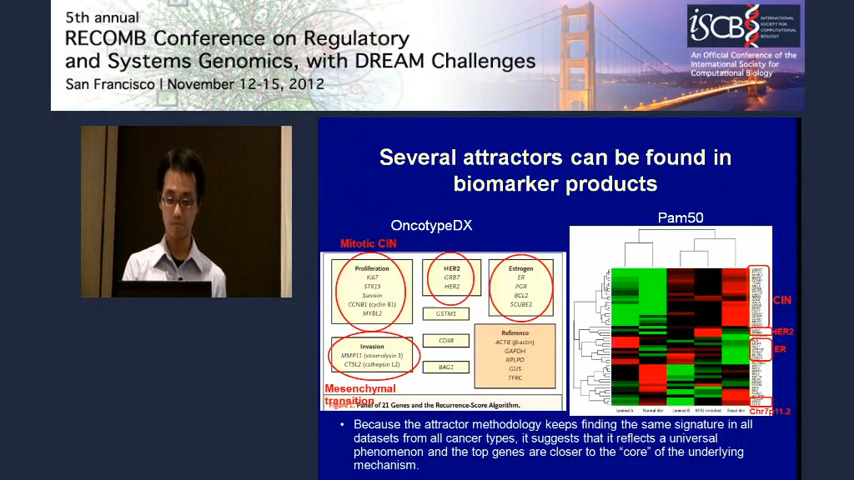 5th annual
RECOMB Conference on Regulatory
and Systems Genomics, with DREAM Challenges
San Francisco | November 12-15, 2012
iSCB
INTERNATIONAL
SOCIETY FOR
COMPUTATIONAL
BIOLOGY
An Official Conference of the
International Society for
Computational Biology
Several attractors can be found in
biomarker products
OncotypeDX
Pam50
Mitotic CIN
Proliferation
Ki67
STK15
Survivin
CCNB1 (cyclin B1)
MYBL2
HER2
GRB7
HER2
Estrogen
ER
PGR
BCL2
SCUBE2
GSTM1
CD68
BAG1
Invasion
MMP11 (stromolysin 3)
CTSL2 (cathepsin L2)
Reference
ACTB (β-actin)
GAPDH
RPLPO
GUS
TFRC
Mesenchymal
transition
Panel of 21 Genes and the Recurrence-Score Algorithm.
CIN
HER2
ER
Chr7p11.2
• Because the attractor methodology keeps finding the same signature in all
datasets from all cancer types, it suggests that it reflects a universal
phenomenon and the top genes are closer to the “core” of the underlying
mechanism.